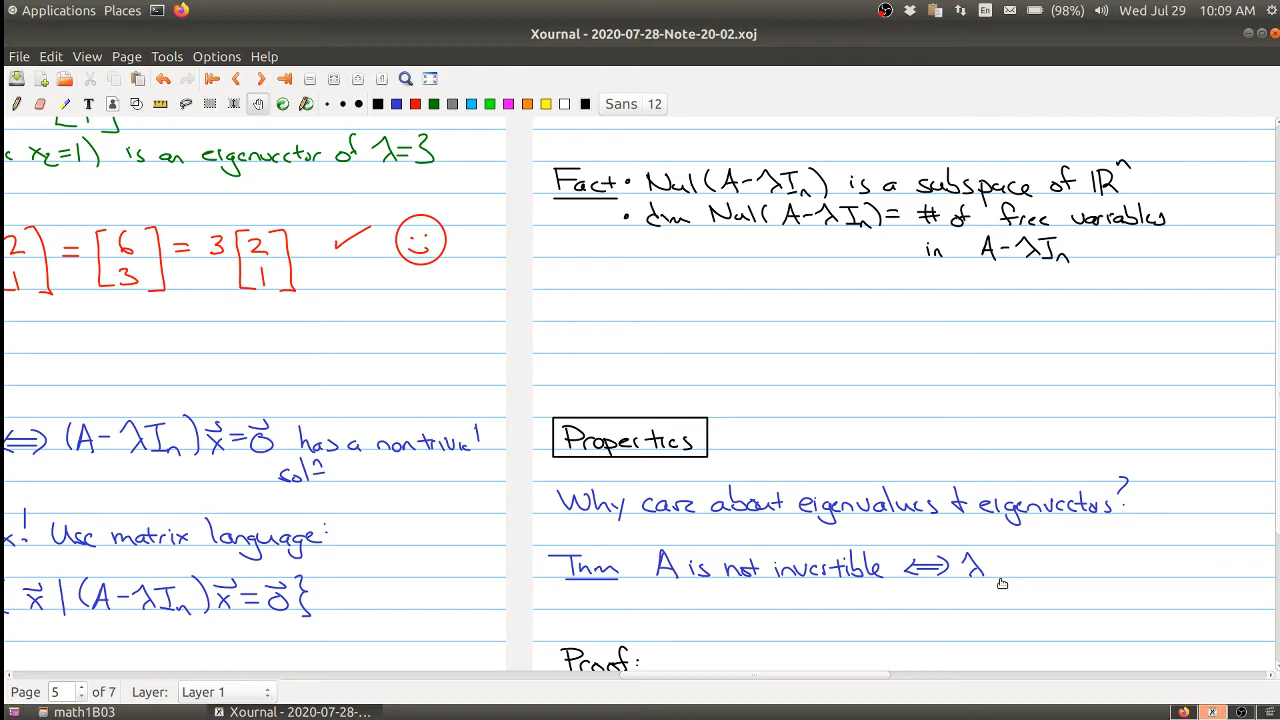 Applications Places (98%) Wed Jul 29 10:09 AM
En
Xournal - 2020-07-28-Note-20-02.xoj
File Edit View Page Tools Options Help
Sans 12
x₂=1) is an eigenvector of λ=3
[2 1] = [6 3] = 3 [2 1] ✓ ☺
⟺ (A-λIₙ)x⃗=0⃗ has a nontrivial
solⁿ
x! Use matrix language:
x⃗ | (A-λIₙ)x⃗=0⃗}
Fact • Nul(A-λIₙ) is a subspace of ℝⁿ
• dim Nul(A-λIₙ) = # of free variables
in A-λIₙ
Properties
Why care about eigenvalues + eigenvectors?
Thm A is not invertible ⟺ λ
Proof:
Page 5 of 7 Layer: Layer 1
math1B03 Xournal - 2020-07-28-...